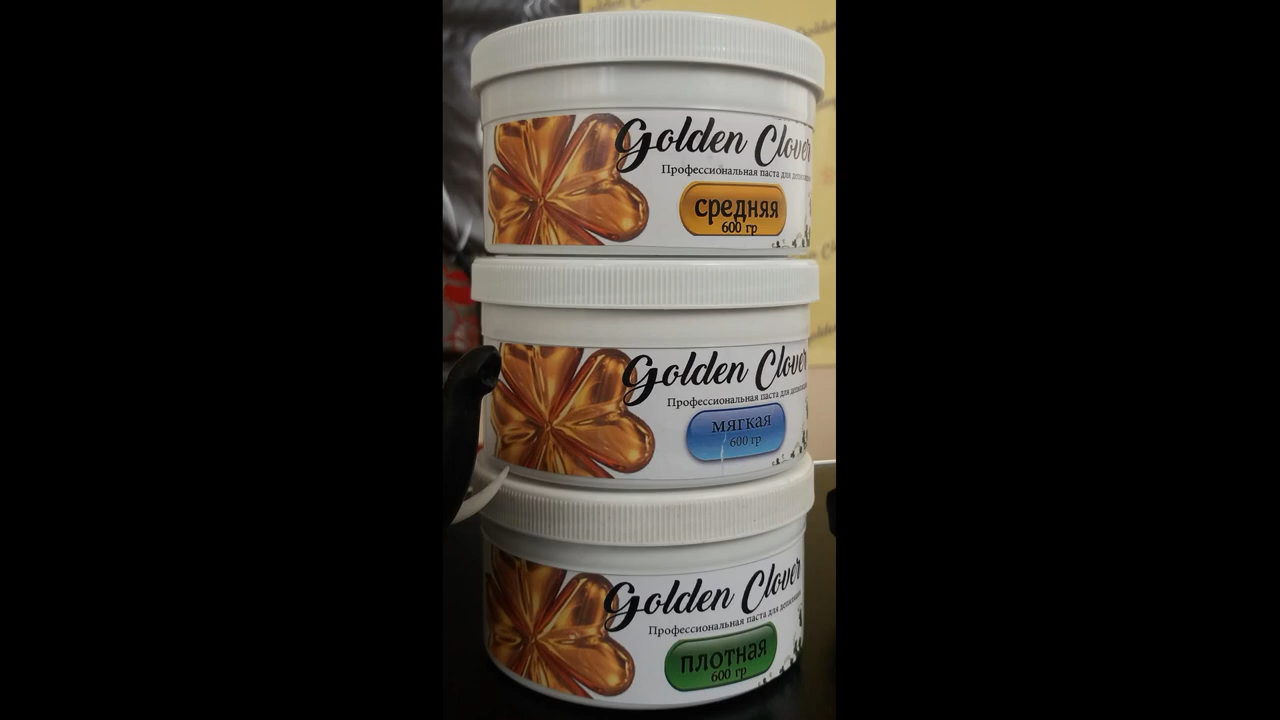 Golden Clover
Профессиональная паста для депиляции
средняя
600 гр
Golden Clover
Профессиональная паста для депиляции
мягкая
600 гр
Golden Clover
Профессиональная паста для депиляции
плотная
600 гр